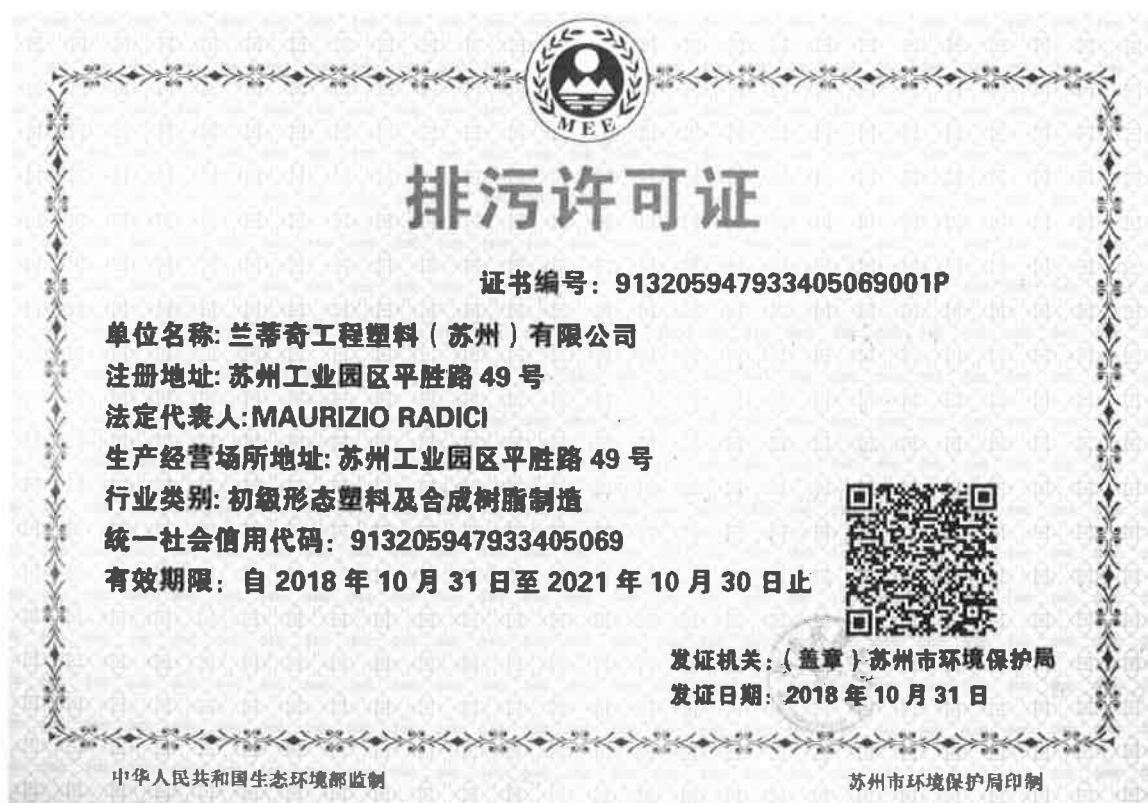 MEE
排污许可证
证书编号：913205947933405069001P
单位名称: 兰蒂奇工程塑料（苏州）有限公司
注册地址: 苏州工业园区平胜路 49 号
法定代表人:MAURIZIO RADICI
生产经营场所地址: 苏州工业园区平胜路 49 号
行业类别: 初级形态塑料及合成树脂制造
统一社会信用代码：913205947933405069
有效期限：自 2018 年 10 月 31 日至 2021 年 10 月 30 日止
发证机关：（盖章）苏州市环境保护局
发证日期：2018 年 10 月 31 日
中华人民共和国生态环境部监制
苏州市环境保护局印制